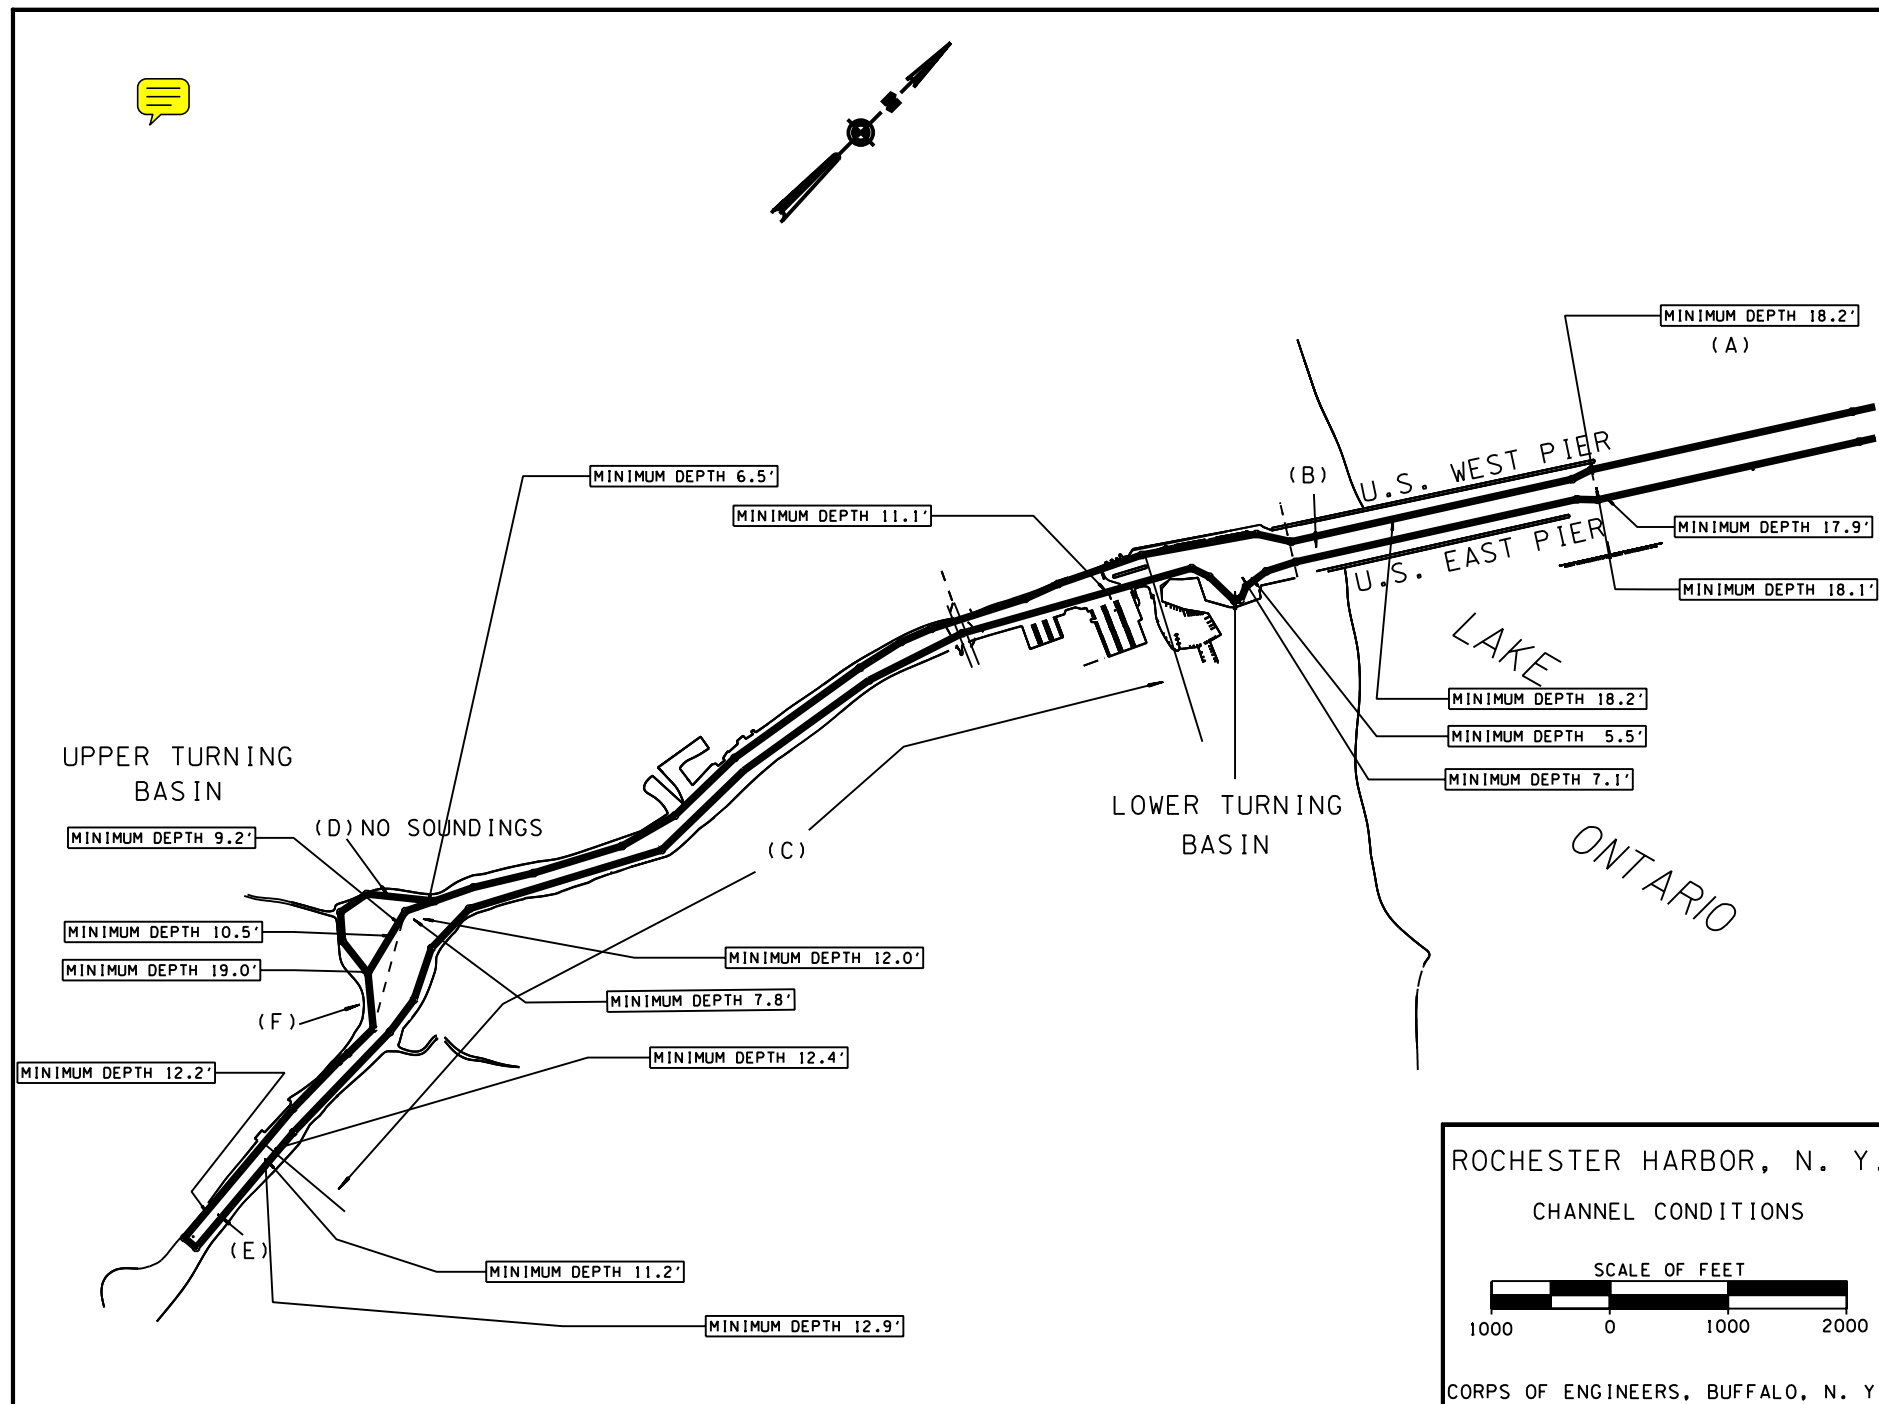 MINIMUM DEPTH 18.2'
(A)
U.S. WEST PIER
(B)
MINIMUM DEPTH 6.5'
MINIMUM DEPTH 11.1'
MINIMUM DEPTH 17.9'
U.S. EAST PIER
MINIMUM DEPTH 18.1'
LAKE
MINIMUM DEPTH 18.2'
MINIMUM DEPTH 5.5'
MINIMUM DEPTH 7.1'
UPPER TURNING
BASIN
LOWER TURNING
BASIN
ONTARIO
(D) NO SOUNDINGS
MINIMUM DEPTH 9.2'
(C)
MINIMUM DEPTH 10.5'
MINIMUM DEPTH 19.0'
MINIMUM DEPTH 12.0'
MINIMUM DEPTH 7.8'
(F)
MINIMUM DEPTH 12.4'
MINIMUM DEPTH 12.2'
(E)
MINIMUM DEPTH 11.2'
MINIMUM DEPTH 12.9'
ROCHESTER HARBOR, N. Y.
CHANNEL CONDITIONS
SCALE OF FEET
1000 0 1000 2000
CORPS OF ENGINEERS, BUFFALO, N. Y